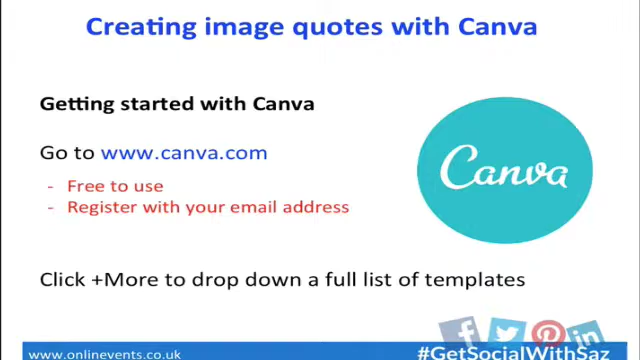 Creating image quotes with Canva
Getting started with Canva
Go to www.canva.com
- Free to use
- Register with your email address
Canva
Click +More to drop down a full list of templates
www.onlinevents.co.uk
#GetSocialWithSaz